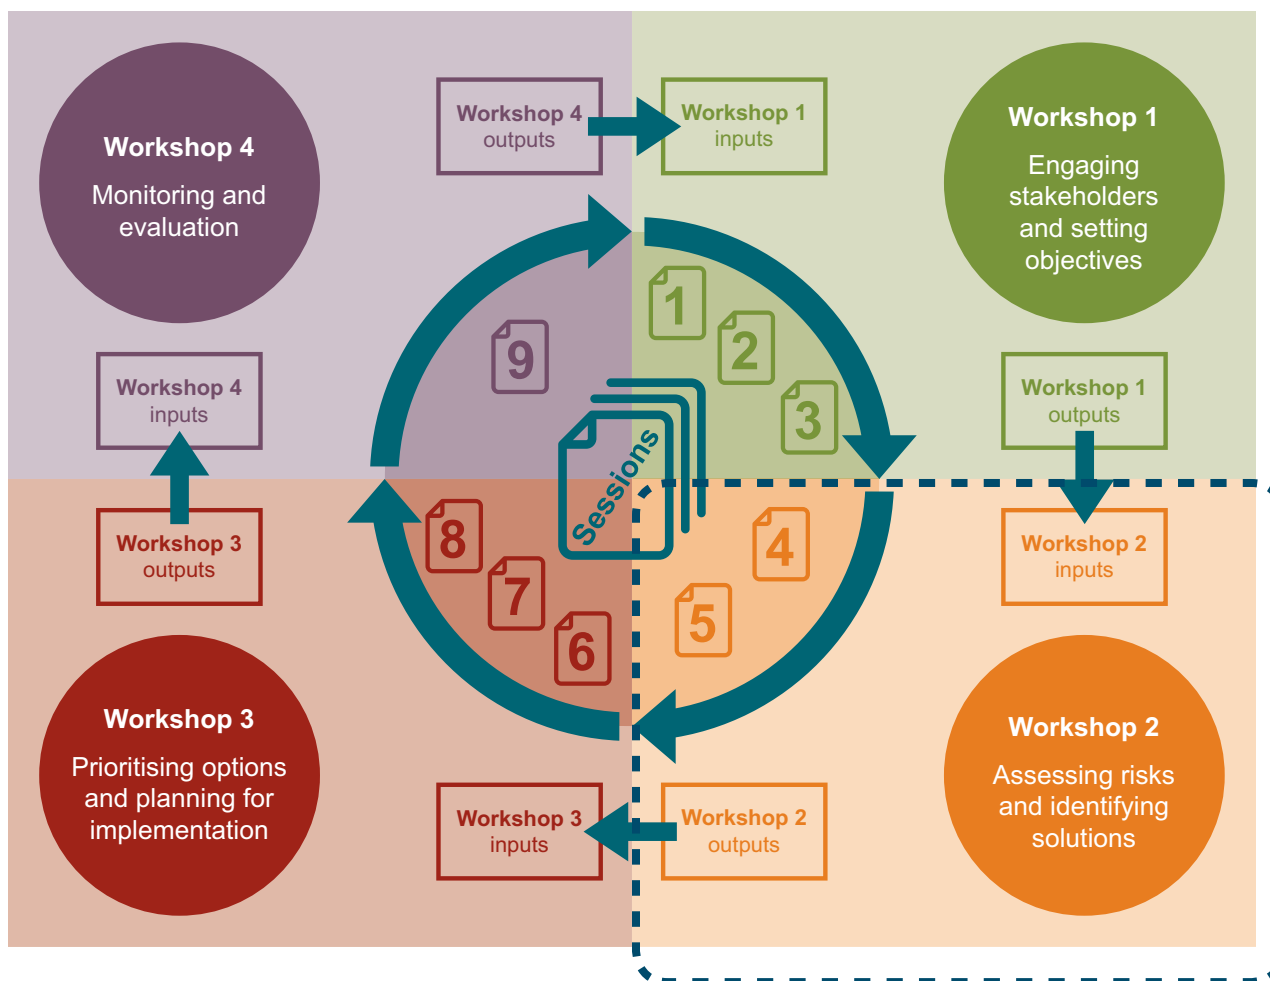 Workshop 4
Monitoring and
evaluation
Workshop 4
outputs
Workshop 1
inputs
Workshop 1
Engaging
stakeholders
and setting
objectives
1
2
3
9
Sessions
Workshop 4
inputs
Workshop 1
outputs
Workshop 3
outputs
8
7
6
4
5
Workshop 2
inputs
Workshop 3
Prioritising options
and planning for
implementation
Workshop 3
inputs
Workshop 2
outputs
Workshop 2
Assessing risks
and identifying
solutions